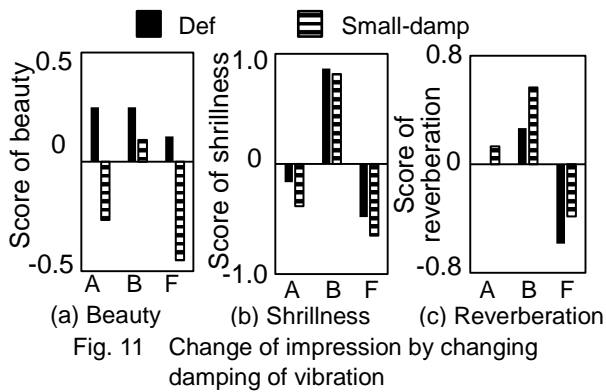 Def Small-damp
Score of beauty
0.5
0
-0.5
A B F
(a) Beauty
Score of shrillness
1.0
0
-1.0
A B F
(b) Shrillness
Score of
reverberation
0.8
0
-0.8
A B F
(c) Reverberation
Fig. 11 Change of impression by changing
damping of vibration